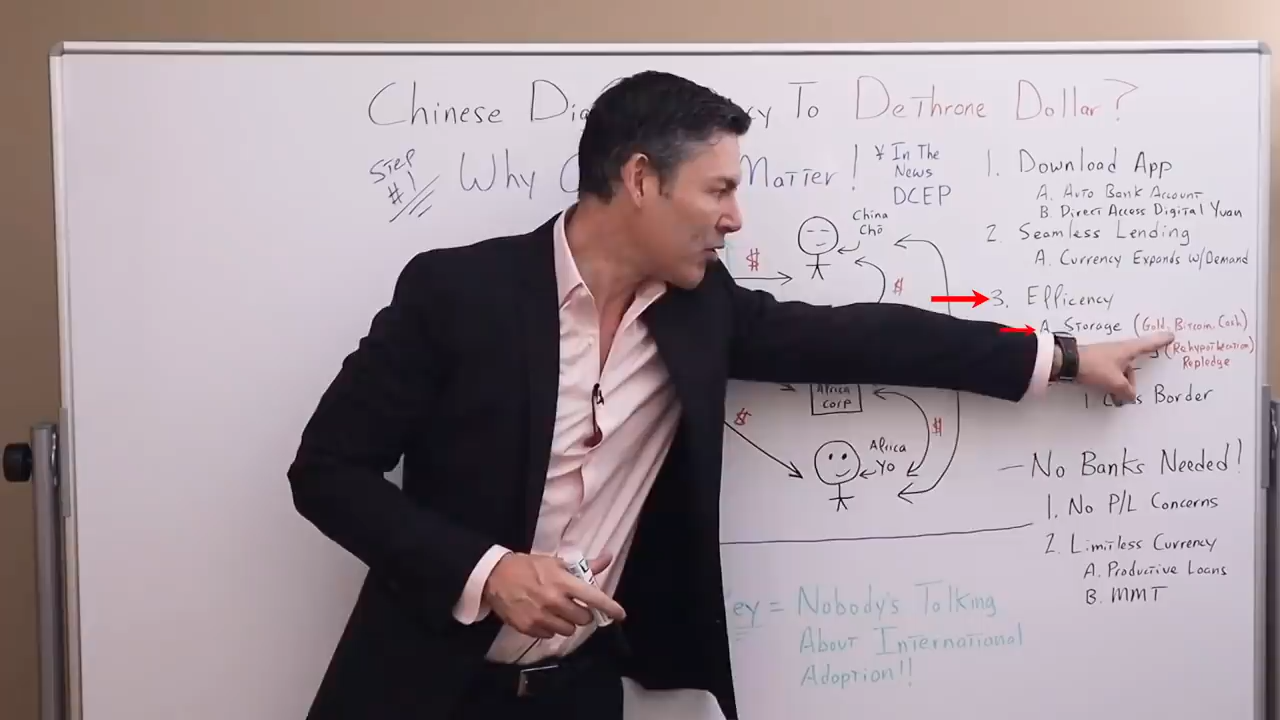 Chinese To Dethrone Dollar?
Step
#1
Why Matter!
¥ In The
News
DCEP
1. Download App
A. Auto Bank Account
B. Direct Access Digital Yuan
2. Seamless Lending
A. Currency Expands w/Demand
3. Efficency
A. Storage (Gold, Bitcoin, Cash)
(Rehypothecation)
Repledge
Border
China
Chō
$
$
Africa
Corp
$
$
Africa
Yo
— No Banks Needed!
1. No P/L Concerns
2. Limitless Currency
A. Productive Loans
B. MMT
= Nobody's Talking
About International
Adoption!!